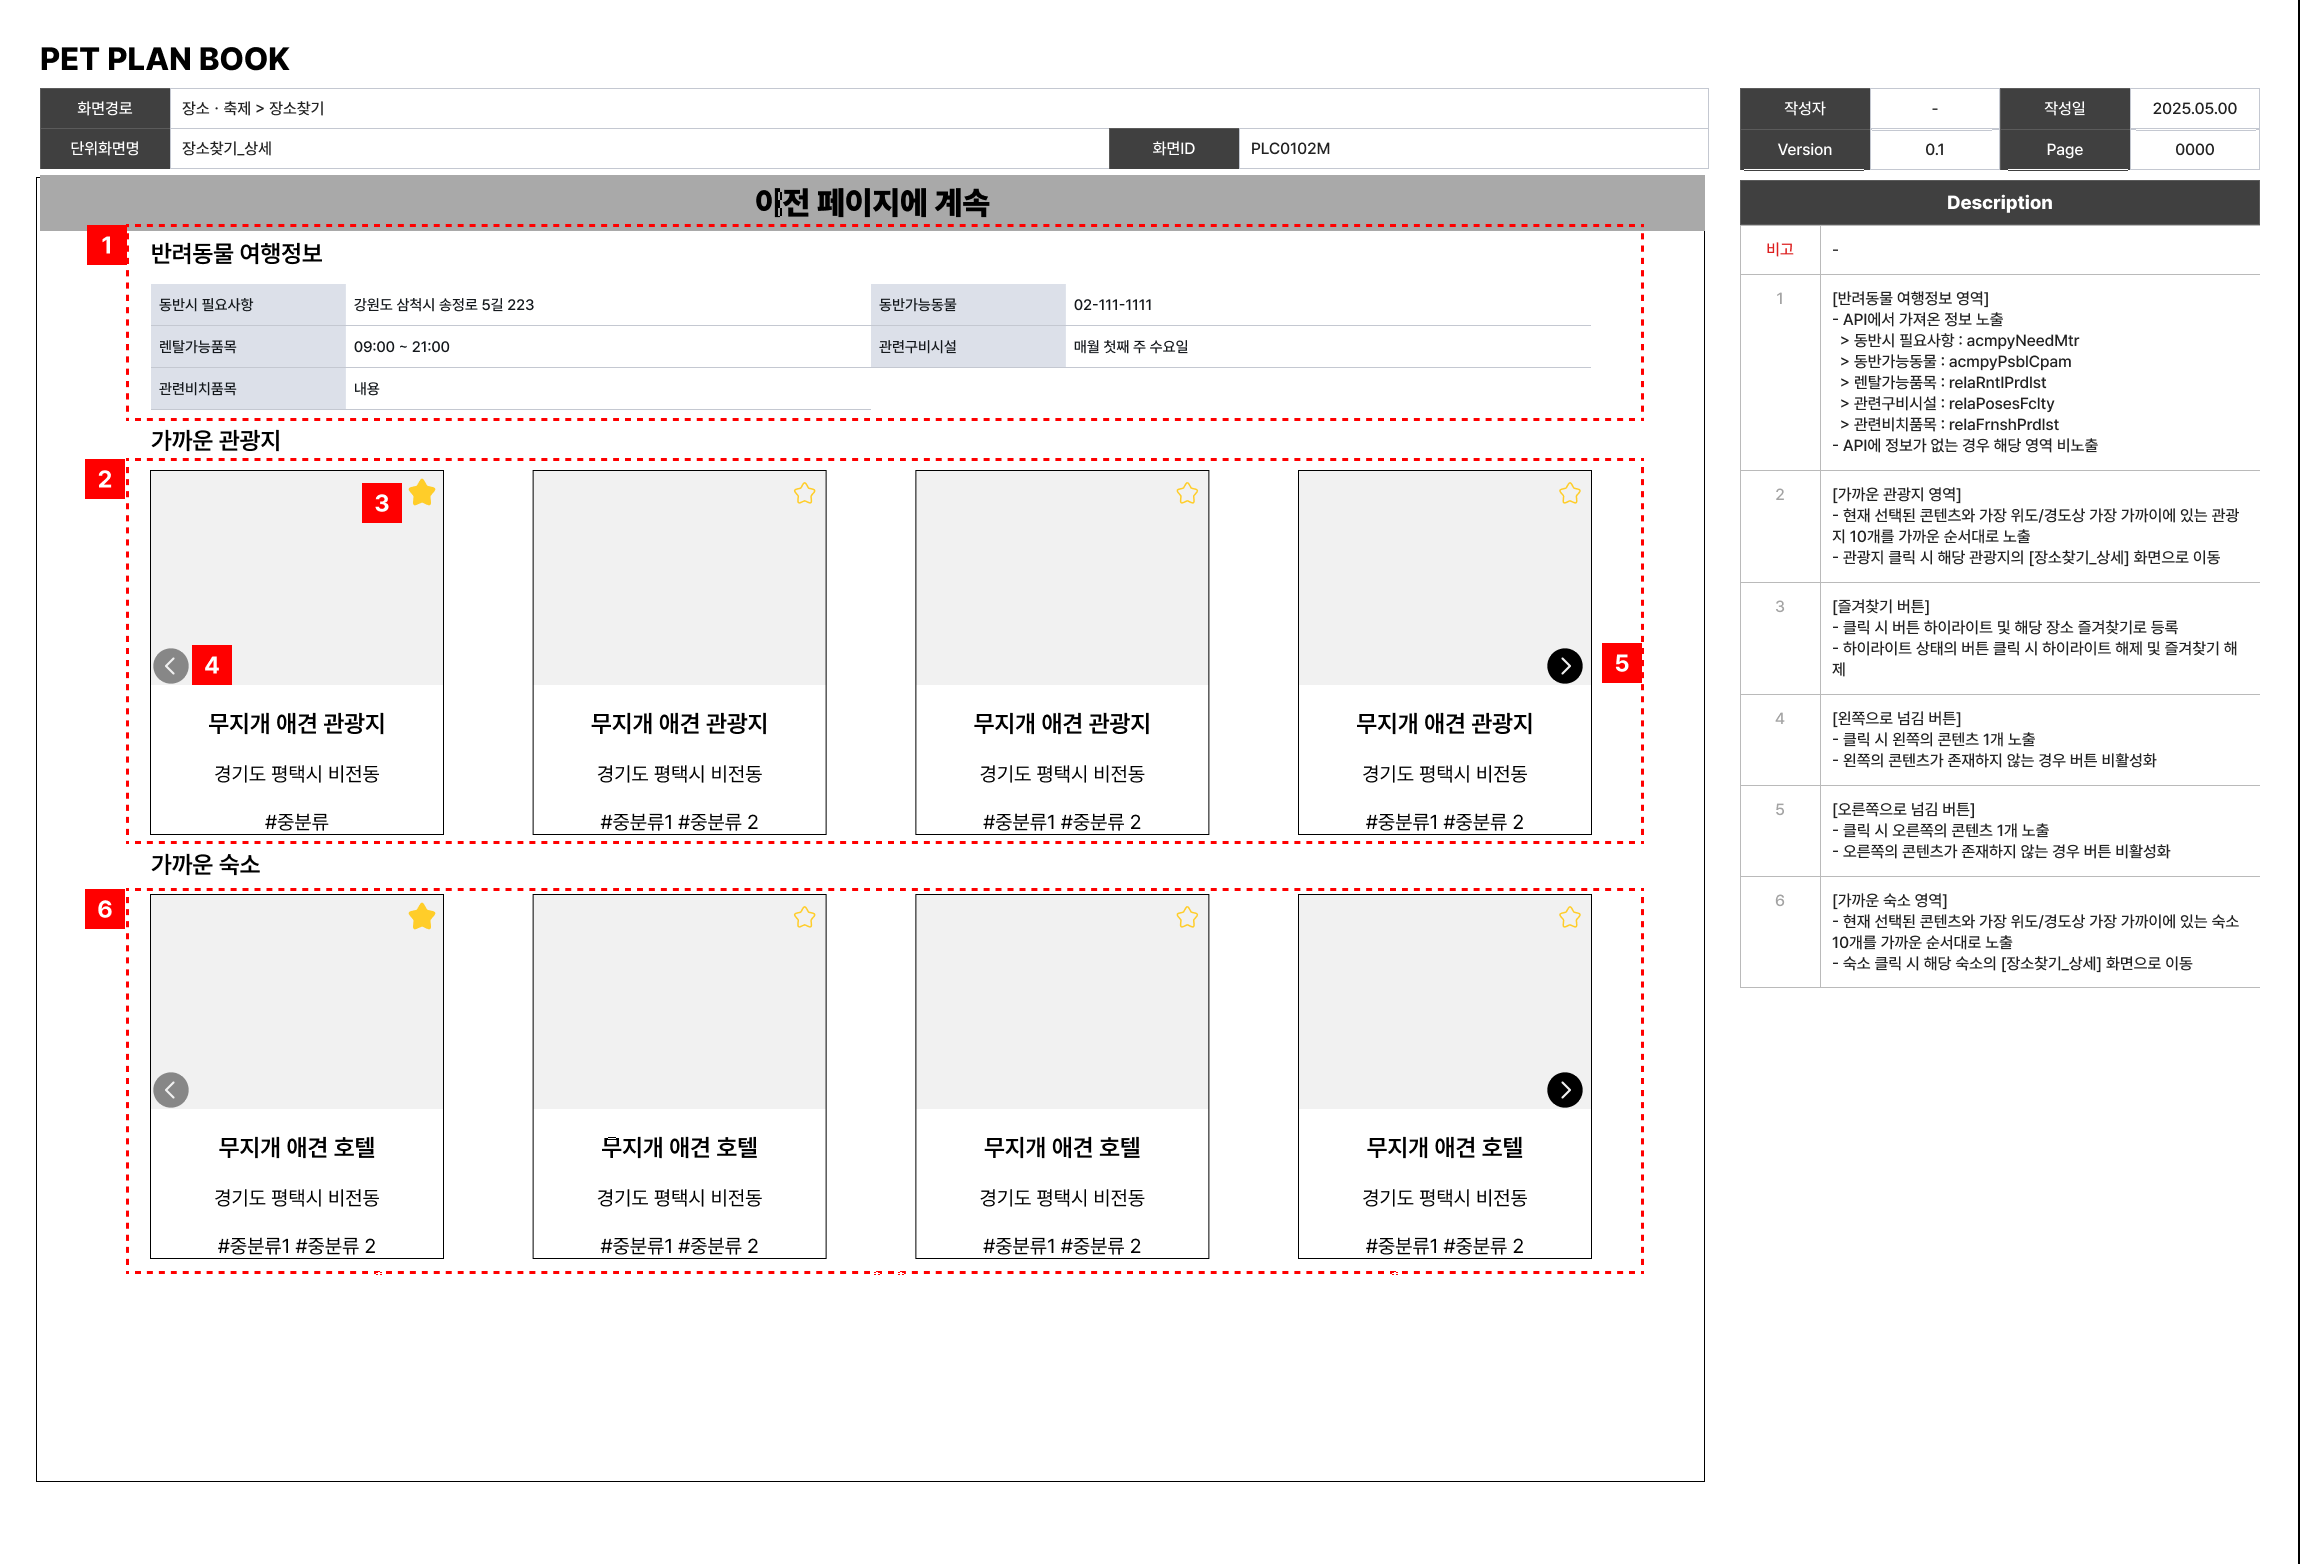 PET PLAN BOOK
화면경로 장소 · 축제 > 장소찾기
단위화면명 장소찾기_상세 화면ID PLC0102M
작성자 - 작성일 2025.05.00
Version 0.1 Page 0000
이전 페이지에 계속
1
반려동물 여행정보
동반시 필요사항 강원도 삼척시 송정로 5길 223 동반가능동물 02-111-1111
렌탈가능품목 09:00 ~ 21:00 관련구비시설 매월 첫째 주 수요일
관련비치품목 내용
가까운 관광지
2
3
4
5
무지개 애견 관광지 무지개 애견 관광지 무지개 애견 관광지 무지개 애견 관광지
경기도 평택시 비전동 경기도 평택시 비전동 경기도 평택시 비전동 경기도 평택시 비전동
#중분류 #중분류1 #중분류 2 #중분류1 #중분류 2 #중분류1 #중분류 2
가까운 숙소
6
무지개 애견 호텔 무지개 애견 호텔 무지개 애견 호텔 무지개 애견 호텔
경기도 평택시 비전동 경기도 평택시 비전동 경기도 평택시 비전동 경기도 평택시 비전동
#중분류1 #중분류 2 #중분류1 #중분류 2 #중분류1 #중분류 2 #중분류1 #중분류 2
Description
비고 -
1 [반려동물 여행정보 영역]
- API에서 가져온 정보 노출
> 동반시 필요사항 : acmpyNeedMtr
> 동반가능동물 : acmpyPsblCpam
> 렌탈가능품목 : relaRntlPrdlst
> 관련구비시설 : relaPosesFclty
> 관련비치품목 : relaFrnshPrdlst
- API에 정보가 없는 경우 해당 영역 비노출
2 [가까운 관광지 영역]
- 현재 선택된 콘텐츠와 가장 위도/경도상 가장 가까이에 있는 관광
지 10개를 가까운 순서대로 노출
- 관광지 클릭 시 해당 관광지의 [장소찾기_상세] 화면으로 이동
3 [즐겨찾기 버튼]
- 클릭 시 버튼 하이라이트 및 해당 장소 즐겨찾기로 등록
- 하이라이트 상태의 버튼 클릭 시 하이라이트 해제 및 즐겨찾기 해
제
4 [왼쪽으로 넘김 버튼]
- 클릭 시 왼쪽의 콘텐츠 1개 노출
- 왼쪽의 콘텐츠가 존재하지 않는 경우 버튼 비활성화
5 [오른쪽으로 넘김 버튼]
- 클릭 시 오른쪽의 콘텐츠 1개 노출
- 오른쪽의 콘텐츠가 존재하지 않는 경우 버튼 비활성화
6 [가까운 숙소 영역]
- 현재 선택된 콘텐츠와 가장 위도/경도상 가장 가까이에 있는 숙소
10개를 가까운 순서대로 노출
- 숙소 클릭 시 해당 숙소의 [장소찾기_상세] 화면으로 이동